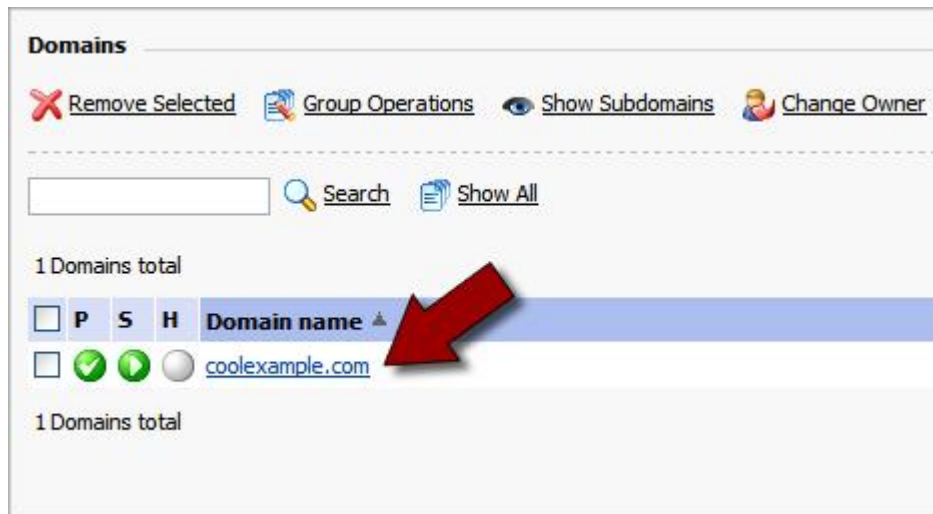 Domains
Remove Selected Group Operations Show Subdomains Change Owner
Search Show All
1 Domains total
P S H Domain name
coolexample.com
1 Domains total